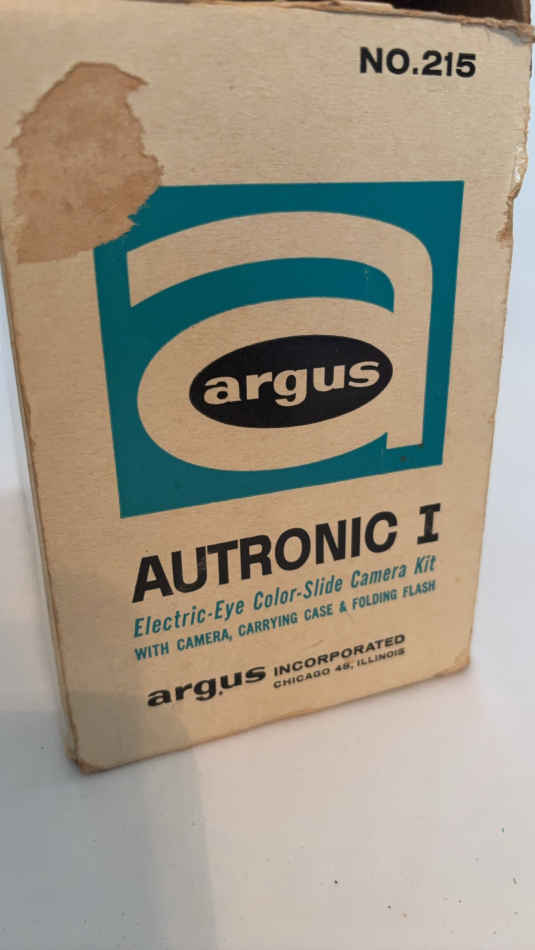 NO.215
argus
AUTRONIC I
Electric-Eye Color-Slide Camera Kit
WITH CAMERA, CARRYING CASE & FOLDING FLASH
argus INCORPORATED
CHICAGO 46, ILLINOIS